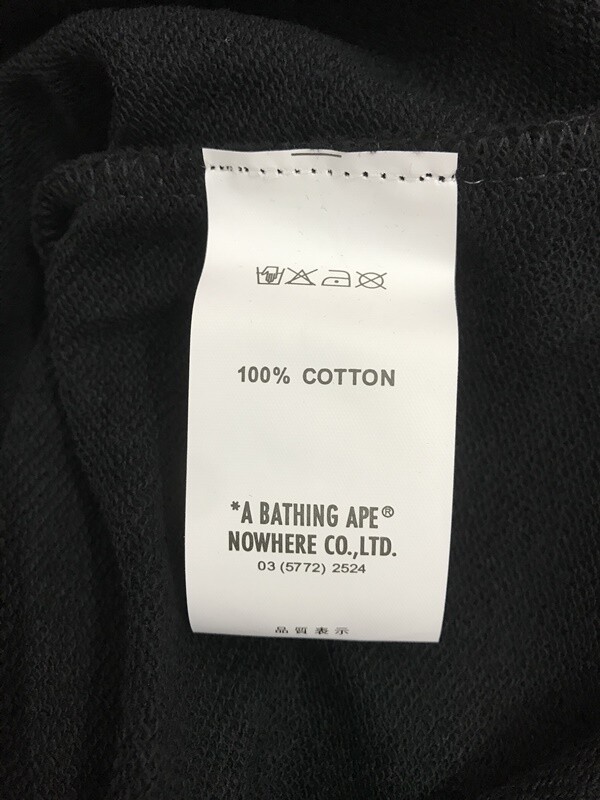 100% COTTON
*A BATHING APE®
NOWHERE CO.,LTD.
03 (5772) 2524
品質表示